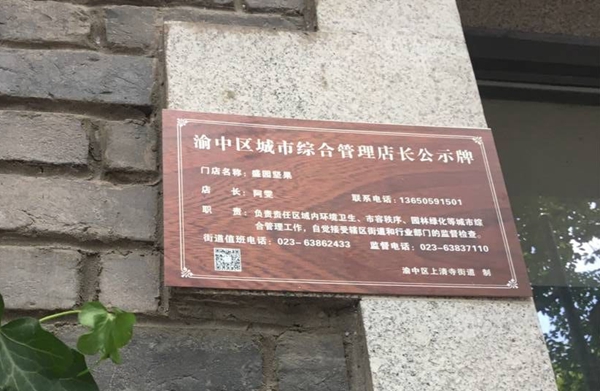 渝中区城市综合管理店长公示牌
门店名称：盛园坚果
店 长：阿雯 联系电话：13650591501
职 责：负责责任区域内环境卫生、市容秩序、园林绿化等城市综
合管理工作，自觉接受辖区街道和行业部门的监督检查。
街道值班电话：023-63862433 监督电话：023-63837110
渝中区上清寺街道 制